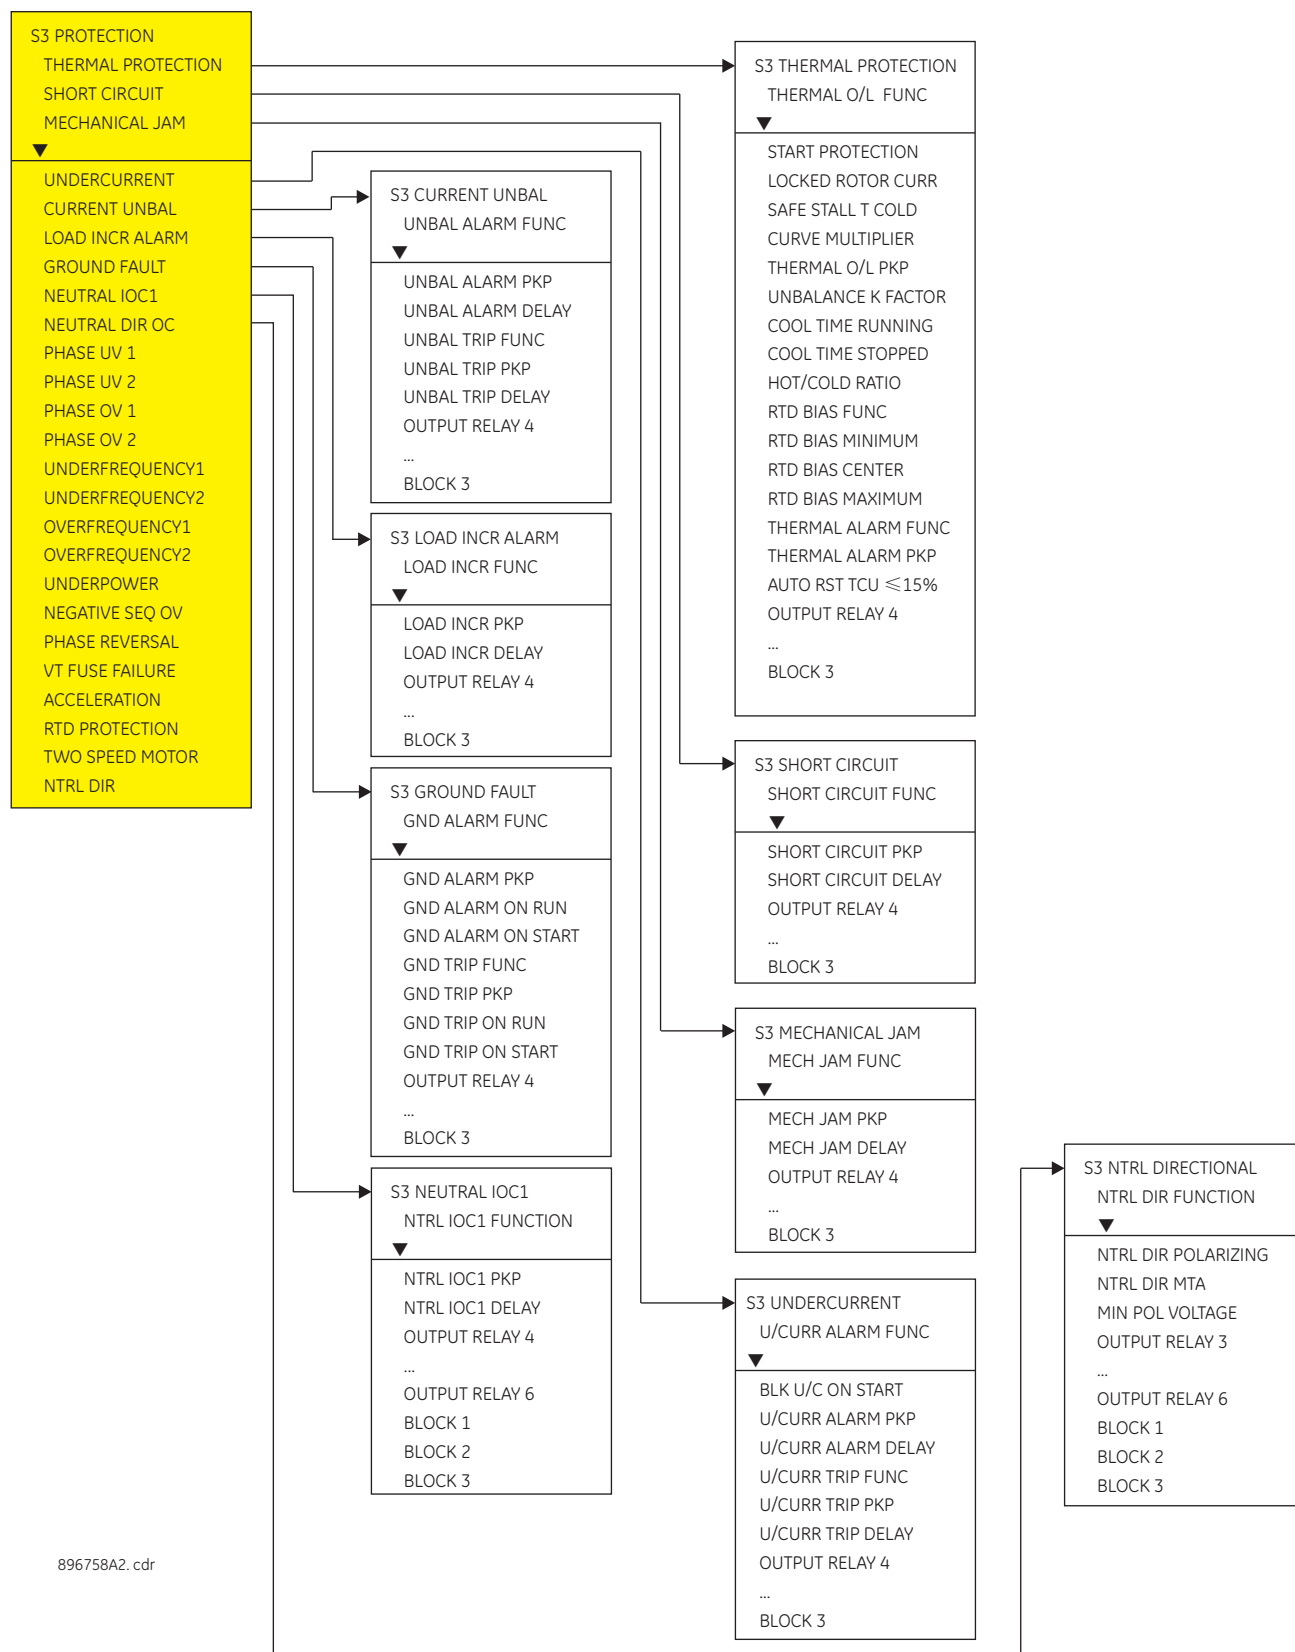 S3 PROTECTION
THERMAL PROTECTION
SHORT CIRCUIT
MECHANICAL JAM
UNDERCURRENT
CURRENT UNBAL
LOAD INCR ALARM
GROUND FAULT
NEUTRAL IOC1
NEUTRAL DIR OC
PHASE UV 1
PHASE UV 2
PHASE OV 1
PHASE OV 2
UNDERFREQUENCY1
UNDERFREQUENCY2
OVERFREQUENCY1
OVERFREQUENCY2
UNDERPOWER
NEGATIVE SEQ OV
PHASE REVERSAL
VT FUSE FAILURE
ACCELERATION
RTD PROTECTION
TWO SPEED MOTOR
NTRL DIR
S3 CURRENT UNBAL
UNBAL ALARM FUNC
UNBAL ALARM PKP
UNBAL ALARM DELAY
UNBAL TRIP FUNC
UNBAL TRIP PKP
UNBAL TRIP DELAY
OUTPUT RELAY 4
...
BLOCK 3
S3 LOAD INCR ALARM
LOAD INCR FUNC
LOAD INCR PKP
LOAD INCR DELAY
OUTPUT RELAY 4
...
BLOCK 3
S3 GROUND FAULT
GND ALARM FUNC
GND ALARM PKP
GND ALARM ON RUN
GND ALARM ON START
GND TRIP FUNC
GND TRIP PKP
GND TRIP ON RUN
GND TRIP ON START
OUTPUT RELAY 4
...
BLOCK 3
S3 NEUTRAL IOC1
NTRL IOC1 FUNCTION
NTRL IOC1 PKP
NTRL IOC1 DELAY
OUTPUT RELAY 4
...
OUTPUT RELAY 6
BLOCK 1
BLOCK 2
BLOCK 3
S3 THERMAL PROTECTION
THERMAL O/L FUNC
START PROTECTION
LOCKED ROTOR CURR
SAFE STALL T COLD
CURVE MULTIPLIER
THERMAL O/L PKP
UNBALANCE K FACTOR
COOL TIME RUNNING
COOL TIME STOPPED
HOT/COLD RATIO
RTD BIAS FUNC
RTD BIAS MINIMUM
RTD BIAS CENTER
RTD BIAS MAXIMUM
THERMAL ALARM FUNC
THERMAL ALARM PKP
AUTO RST TCU ≤15%
OUTPUT RELAY 4
...
BLOCK 3
S3 SHORT CIRCUIT
SHORT CIRCUIT FUNC
SHORT CIRCUIT PKP
SHORT CIRCUIT DELAY
OUTPUT RELAY 4
...
BLOCK 3
S3 MECHANICAL JAM
MECH JAM FUNC
MECH JAM PKP
MECH JAM DELAY
OUTPUT RELAY 4
...
BLOCK 3
S3 UNDERCURRENT
U/CURR ALARM FUNC
BLK U/C ON START
U/CURR ALARM PKP
U/CURR ALARM DELAY
U/CURR TRIP FUNC
U/CURR TRIP PKP
U/CURR TRIP DELAY
OUTPUT RELAY 4
...
BLOCK 3
S3 NTRL DIRECTIONAL
NTRL DIR FUNCTION
NTRL DIR POLARIZING
NTRL DIR MTA
MIN POL VOLTAGE
OUTPUT RELAY 3
...
OUTPUT RELAY 6
BLOCK 1
BLOCK 2
BLOCK 3
896758A2. cdr